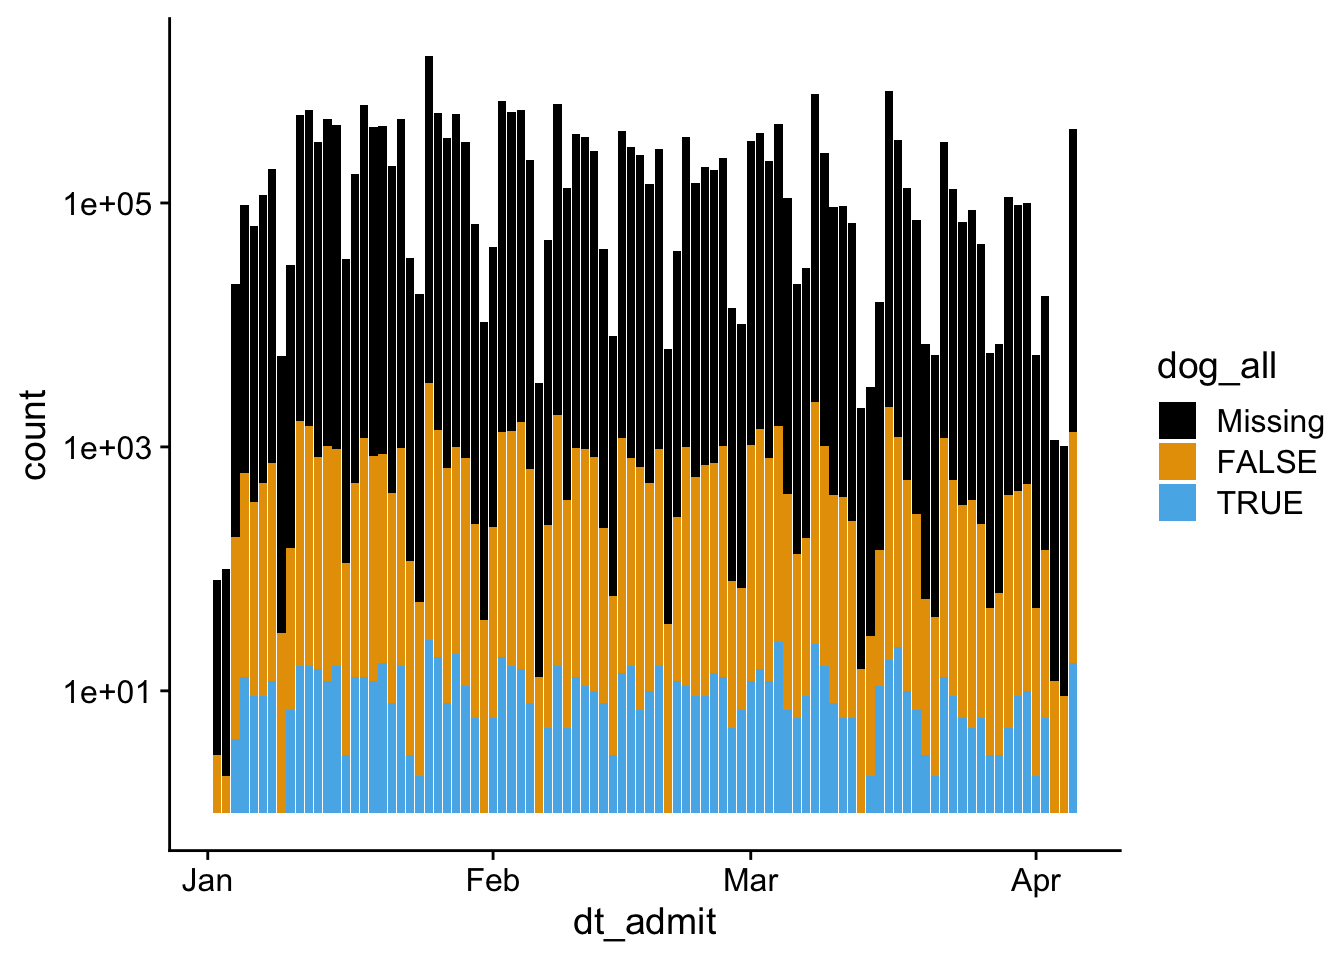 count
1e+05
1e+03
1e+01
Jan
Feb
Mar
Apr
dt_admit
dog_all
Missing
FALSE
TRUE